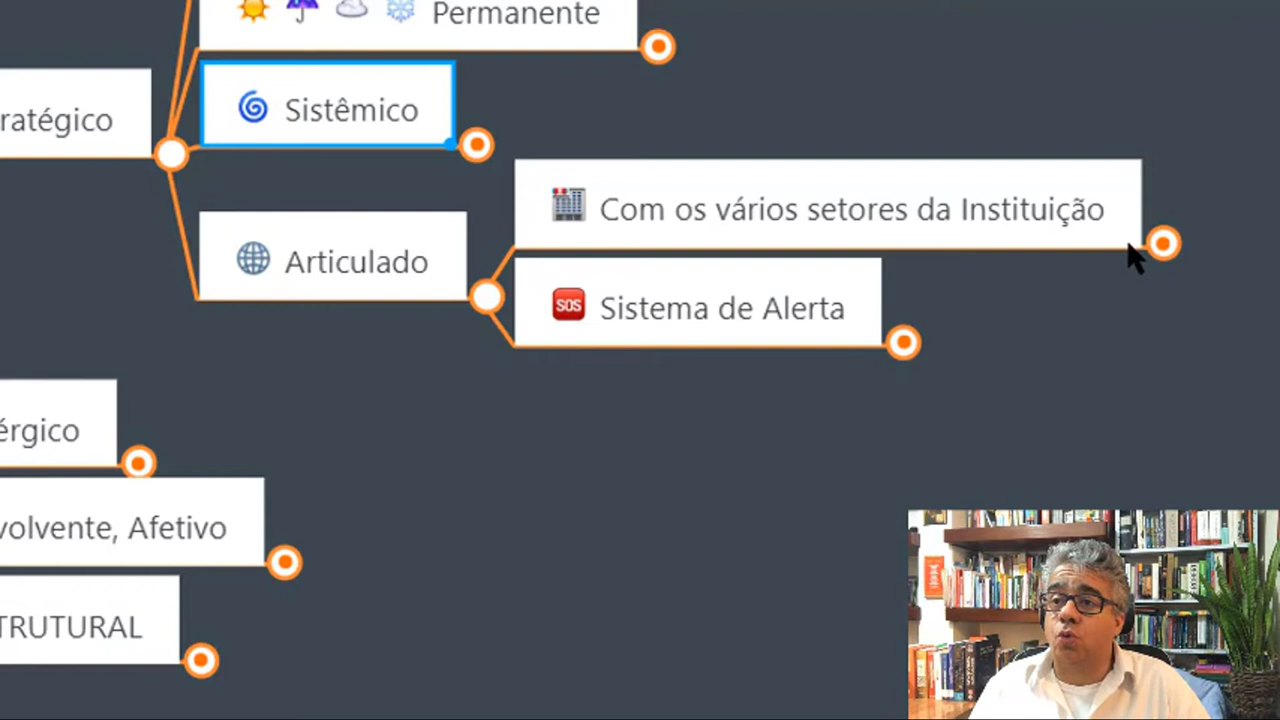 Permanente
ratégico
Sistêmico
Com os vários setores da Instituição
Articulado
SOS Sistema de Alerta
érgico
volvente, Afetivo
TRUTURAL